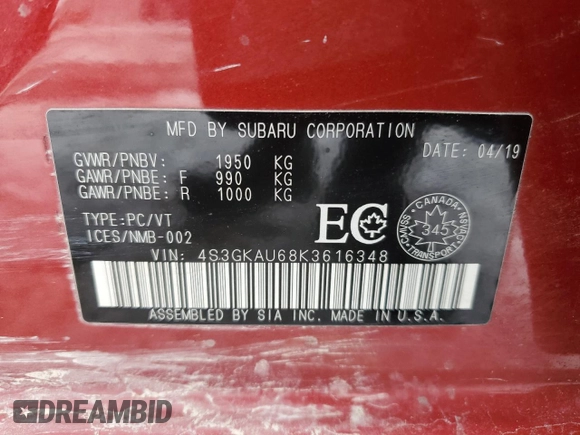 MFD BY SUBARU CORPORATION
GVWR/PNBV: 1950 KG
DATE: 04/19
GAWR/PNBE: F 990 KG
GAWR/PNBE: R 1000 KG
TYPE:PC/VT
ICES/NMB-002
EC
CANADA
345
TRANSPORT
CMVSS
NSVAC
VIN: 4S3GKAU68K3616348
ASSEMBLED BY SIA INC. MADE IN U.S.A.
DREAMBID